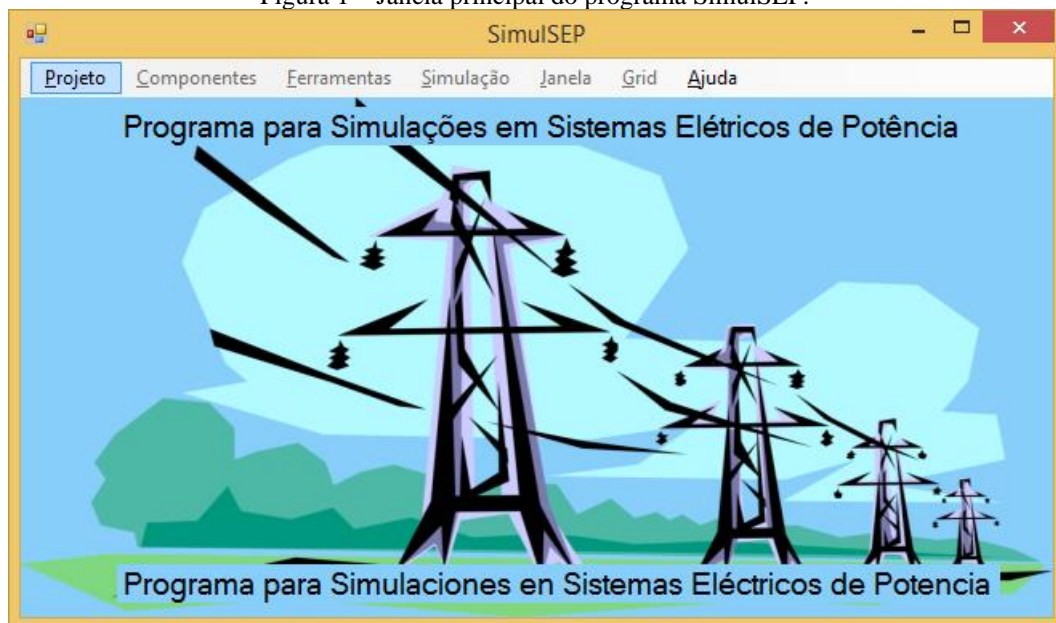 Figura 1 – Janela principal do programa SimulSEP.
SimulSEP
Projeto Componentes Ferramentas Simulação Janela Grid Ajuda
Programa para Simulações em Sistemas Elétricos de Potência
Programa para Simulaciones en Sistemas Eléctricos de Potencia